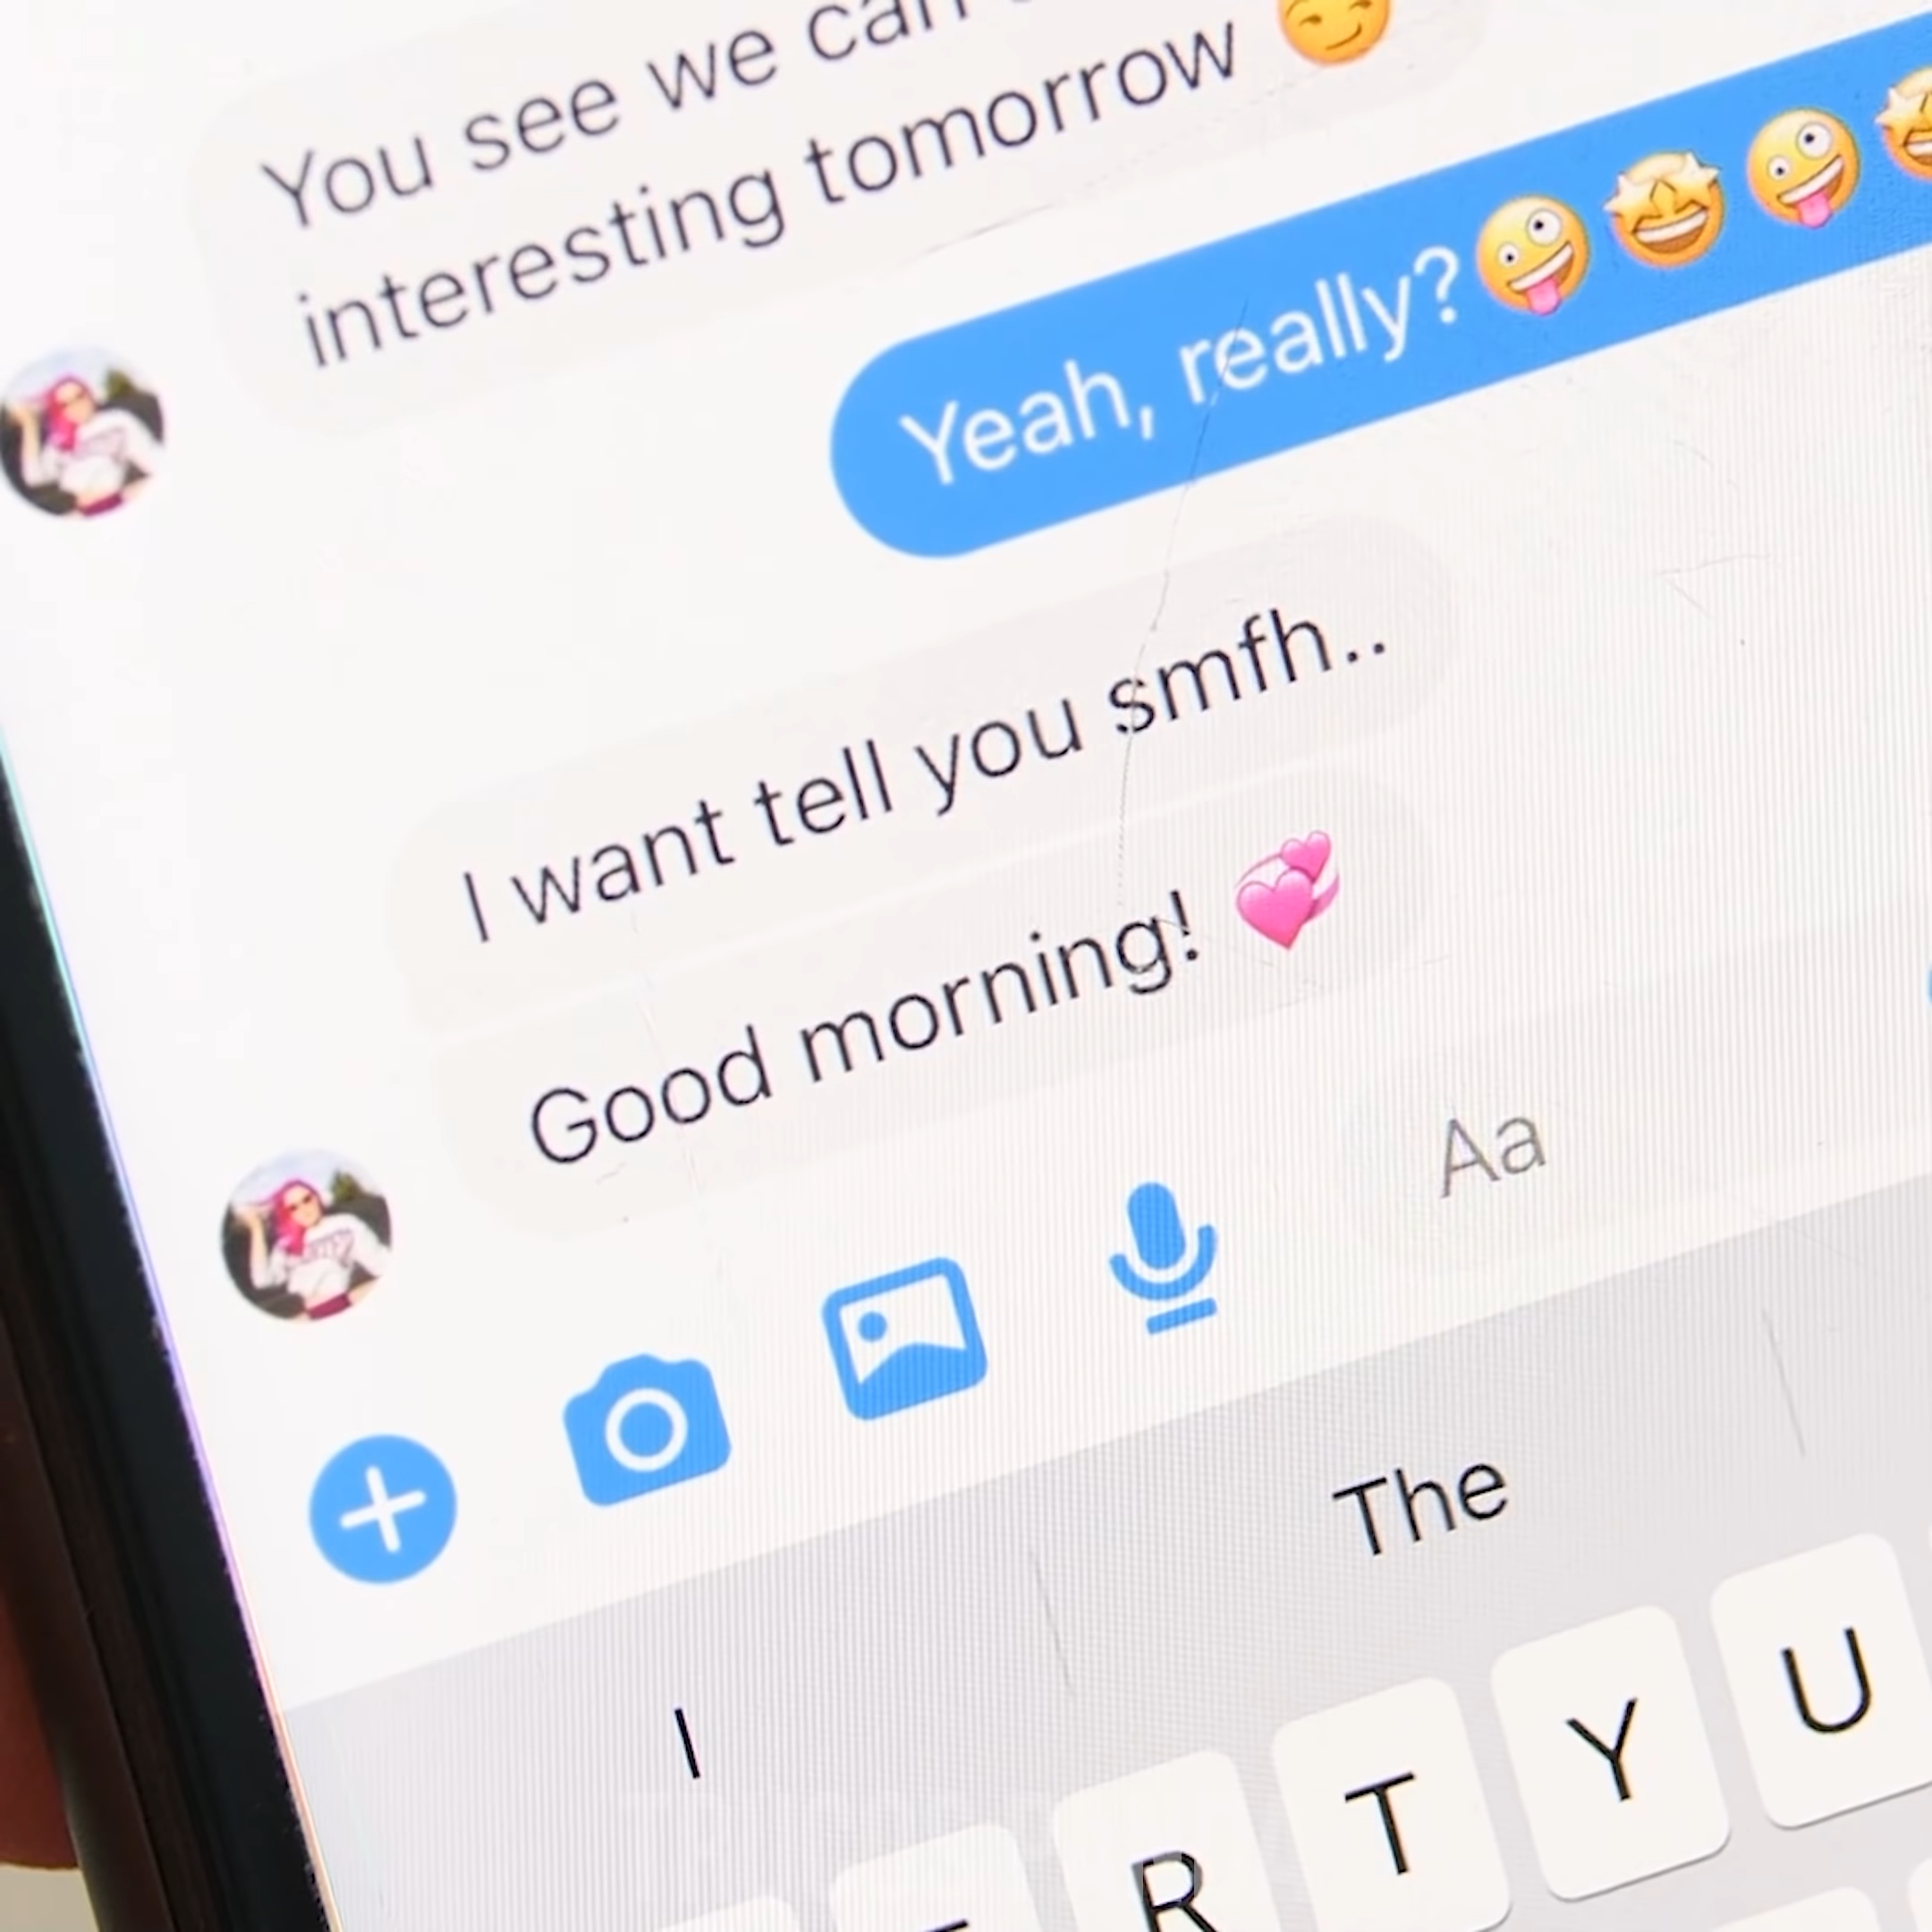 You see we can
interesting tomorrow 😏
Yeah, really?🤪🤩🤪🤩
I want tell you smfh..
Good morning! 💞
Aa
I The
R T Y U